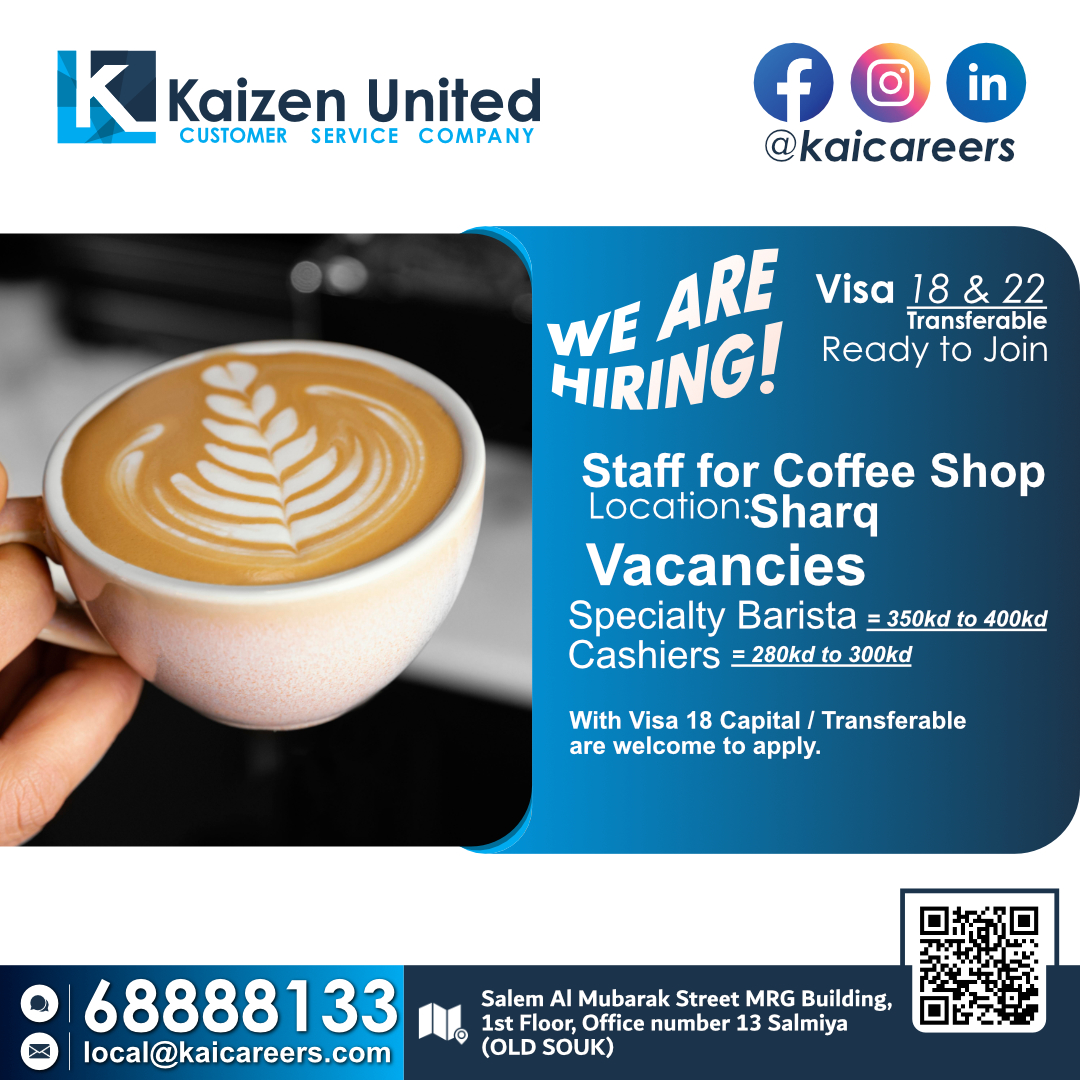 Kaizen United
CUSTOMER SERVICE COMPANY
@kaicareers
WE ARE
HIRING!
Visa 18 & 22
Transferable
Ready to Join
Staff for Coffee Shop
Location:Sharq
Vacancies
Specialty Barista = 350kd to 400kd
Cashiers = 280kd to 300kd
With Visa 18 Capital / Transferable
are welcome to apply.
68888133
local@kaicareers.com
Salem Al Mubarak Street MRG Building,
1st Floor, Office number 13 Salmiya
(OLD SOUK)